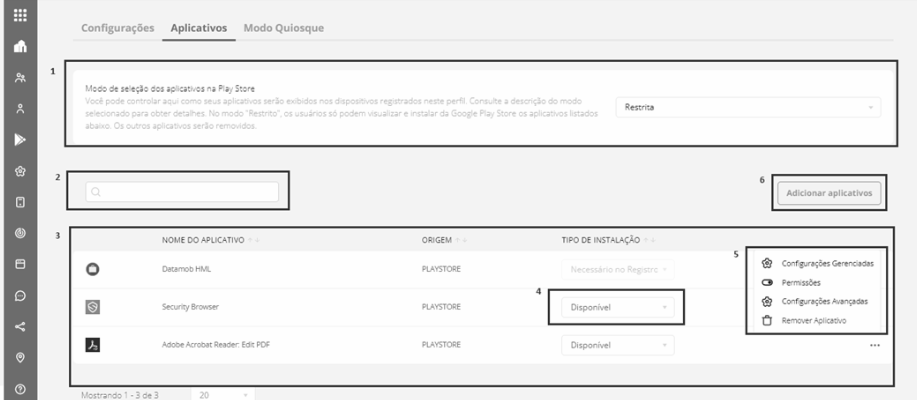 Configurações Aplicativos Modo Quiosque
1
Modo de seleção dos aplicativos na Play Store
Você pode controlar aqui como seus aplicativos serão exibidos nos dispositivos registrados neste perfil. Consulte a descrição do modo
selecionado para obter detalhes. No modo "Restrito", os usuários só podem visualizar e instalar da Google Play Store os aplicativos listados
abaixo. Os outros aplicativos serão removidos.
Restrita
2
6
Adicionar aplicativos
3
NOME DO APLICATIVO ORIGEM TIPO DE INSTALAÇÃO
5
Datamob HML PLAYSTORE Necessário no Registro
Configurações Gerenciadas
Permissões
4
Security Browser PLAYSTORE Disponível
Configurações Avançadas
Remover Aplicativo
Adobe Acrobat Reader: Edit PDF PLAYSTORE Disponível
Mostrando 1 - 3 de 3 20